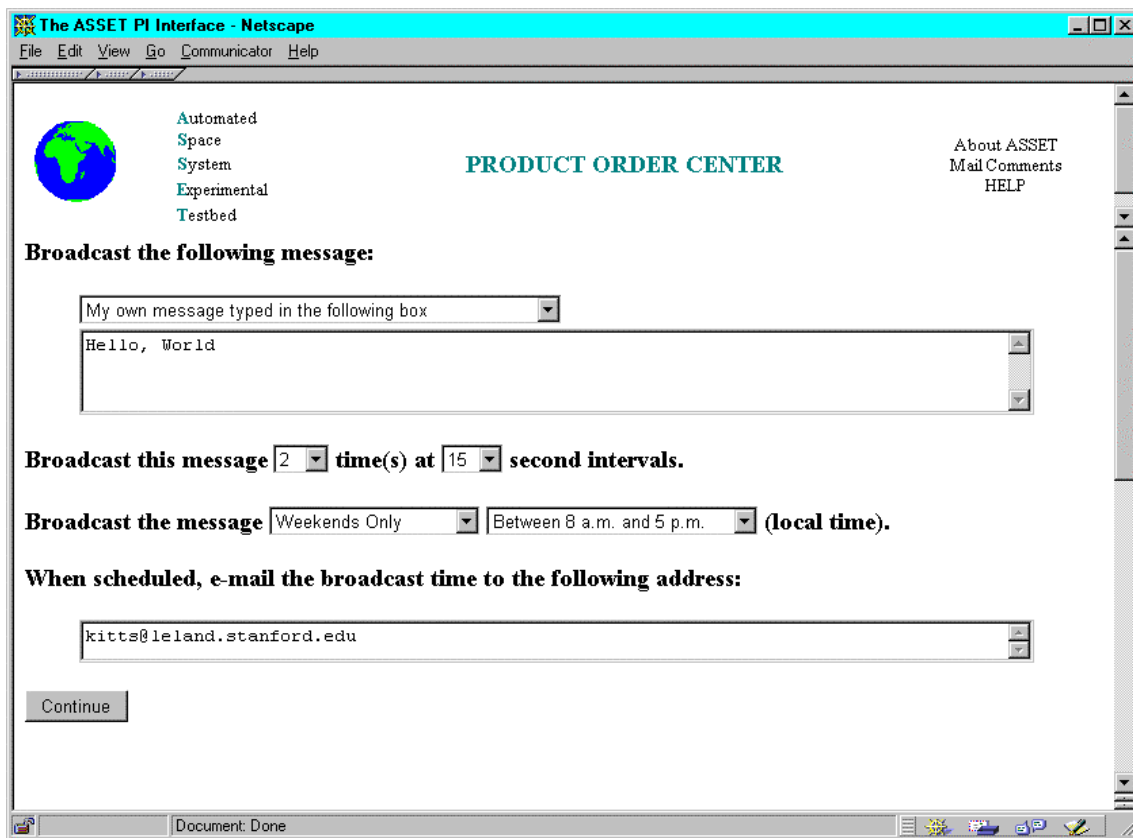 The ASSET PI Interface - Netscape
File Edit View Go Communicator Help
Automated
Space
System
Experimental
Testbed
PRODUCT ORDER CENTER
About ASSET
Mail Comments
HELP
Broadcast the following message:
My own message typed in the following box
Hello, World
Broadcast this message 2 time(s) at 15 second intervals.
Broadcast the message Weekends Only Between 8 a.m. and 5 p.m. (local time).
When scheduled, e-mail the broadcast time to the following address:
kitts@leland.stanford.edu
Continue
Document: Done